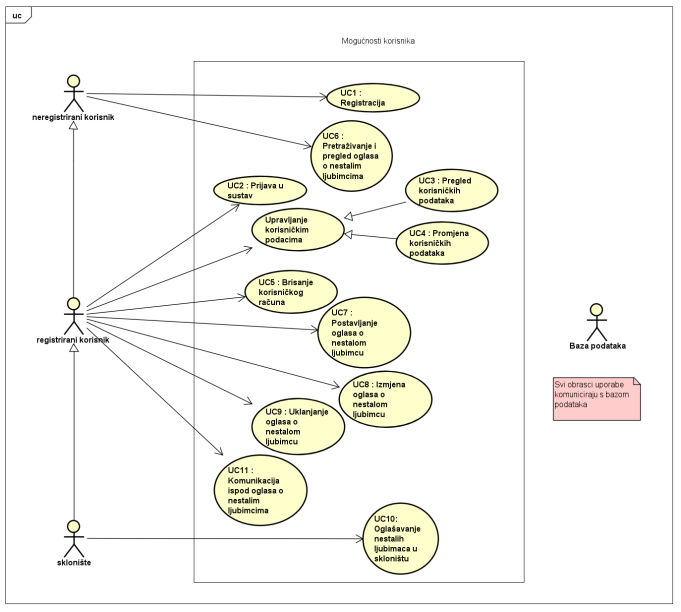 uc
Mogućnosti korisnika
neregistrirani korisnik
UC1 :
Registracija
UC6 :
Pretraživanje i
pregled oglasa
o nestalim
ljubimcima
UC2 : Prijava u
sustav
UC3 : Pregled
korisničkih
podataka
Upravljanje
korisničkim
podacima
UC4 : Promjena
korisničkih
podataka
UC5 : Brisanje
korisničkog
računa
registrirani korisnik
UC7 :
Postavljanje
oglasa o
nestalom
ljubimcu
Baza podataka
Svi obrasci uporabe
komuniciraju s bazom
podataka
UC8 : Izmjena
oglasa o
nestalom
ljubimcu
UC9 : Uklanjanje
oglasa o
nestalom
ljubimcu
UC11 :
Komunikacija
ispod oglasa o
nestalim
ljubimcima
sklonište
UC10:
Oglašavanje
nestalih
ljubimaca u
skloništu